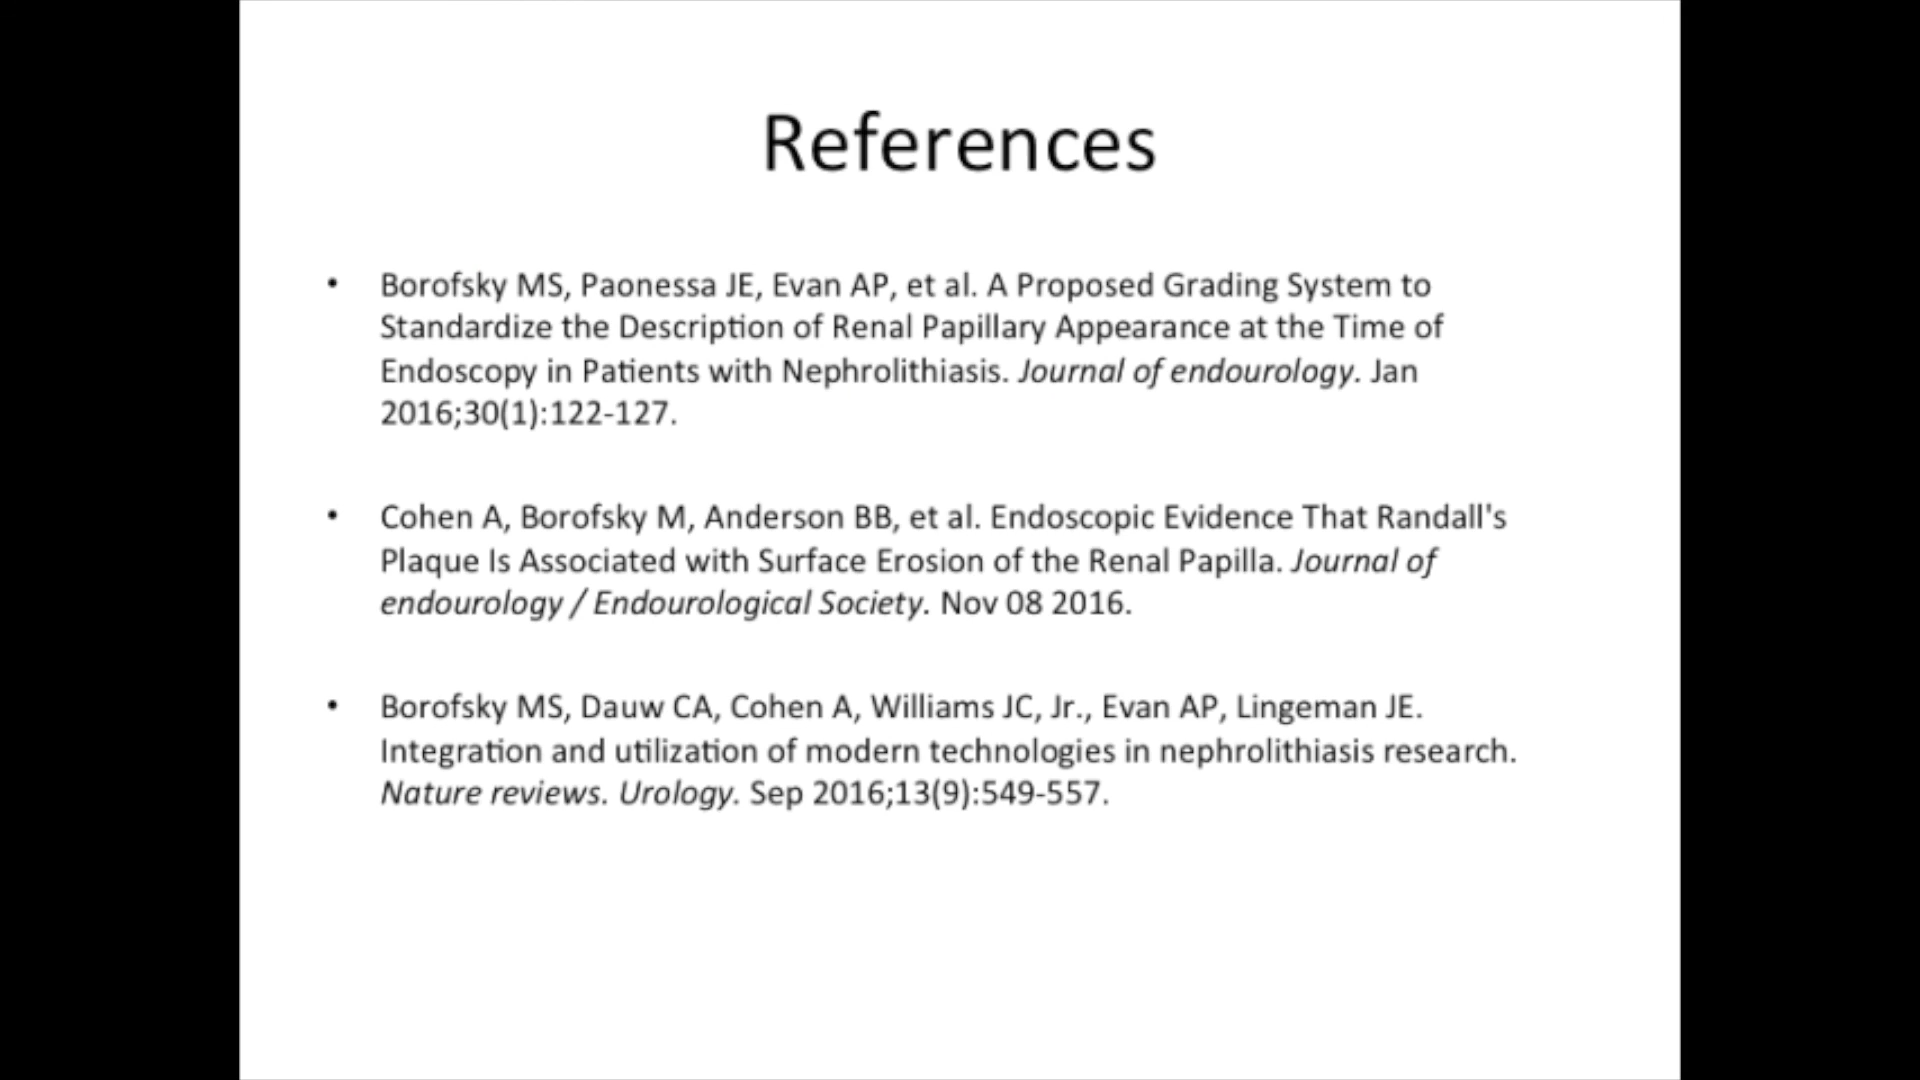 References
• Borofsky MS, Paonessa JE, Evan AP, et al. A Proposed Grading System to
Standardize the Description of Renal Papillary Appearance at the Time of
Endoscopy in Patients with Nephrolithiasis. Journal of endourology. Jan
2016;30(1):122-127.
• Cohen A, Borofsky M, Anderson BB, et al. Endoscopic Evidence That Randall's
Plaque Is Associated with Surface Erosion of the Renal Papilla. Journal of
endourology / Endourological Society. Nov 08 2016.
• Borofsky MS, Dauw CA, Cohen A, Williams JC, Jr., Evan AP, Lingeman JE.
Integration and utilization of modern technologies in nephrolithiasis research.
Nature reviews. Urology. Sep 2016;13(9):549-557.